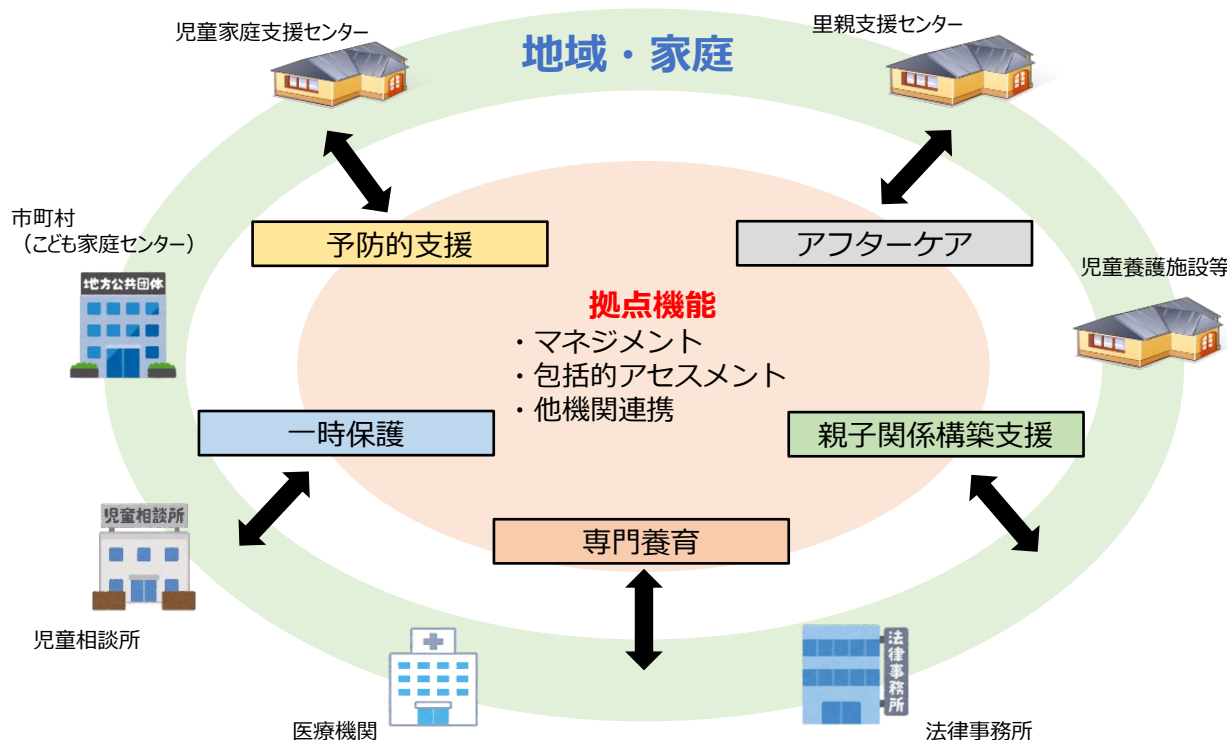 児童家庭支援センター
地域・家庭
里親支援センター
市町村
（こども家庭センター）
地方公共団体
予防的支援
アフターケア
児童養護施設等
拠点機能
・マネジメント
・包括的アセスメント
・他機関連携
一時保護
親子関係構築支援
児童相談所
専門養育
児童相談所
医療機関
法律事務所
法律事務所